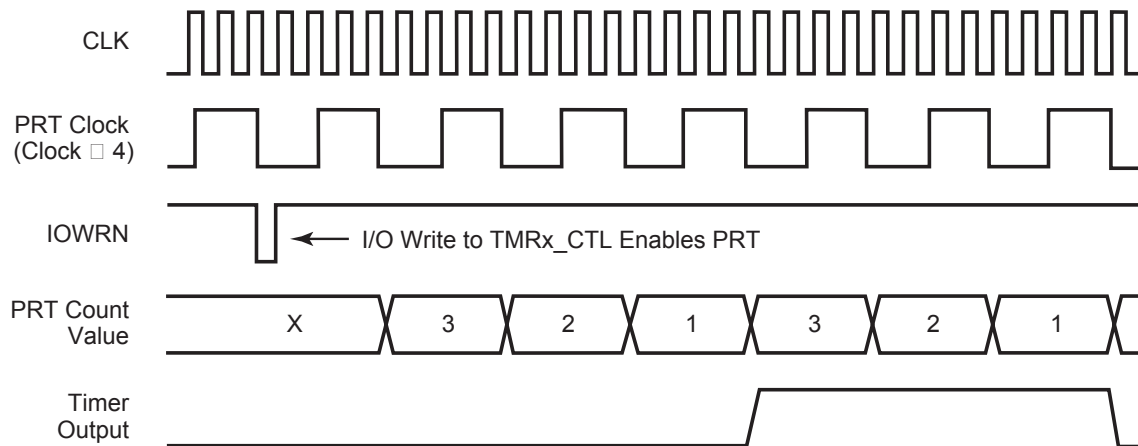 CLK
PRT Clock
(Clock □ 4)
IOWRN
I/O Write to TMRx_CTL Enables PRT
PRT Count
Value
X 3 2 1 3 2 1
Timer
Output